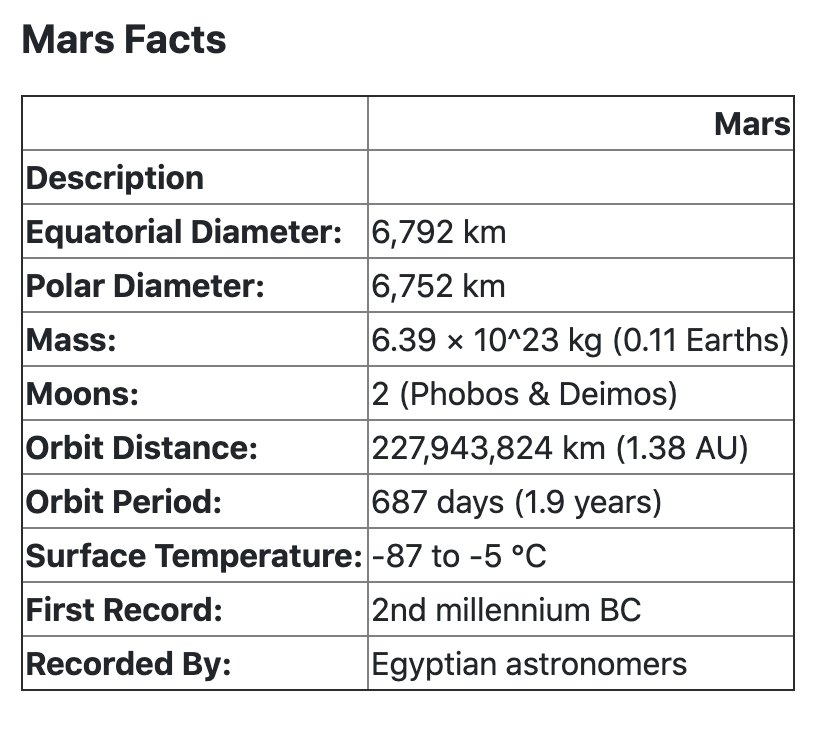 Mars Facts
Mars
Description
Equatorial Diameter: 6,792 km
Polar Diameter: 6,752 km
Mass: 6.39 × 10^23 kg (0.11 Earths)
Moons: 2 (Phobos & Deimos)
Orbit Distance: 227,943,824 km (1.38 AU)
Orbit Period: 687 days (1.9 years)
Surface Temperature: -87 to -5 °C
First Record: 2nd millennium BC
Recorded By: Egyptian astronomers